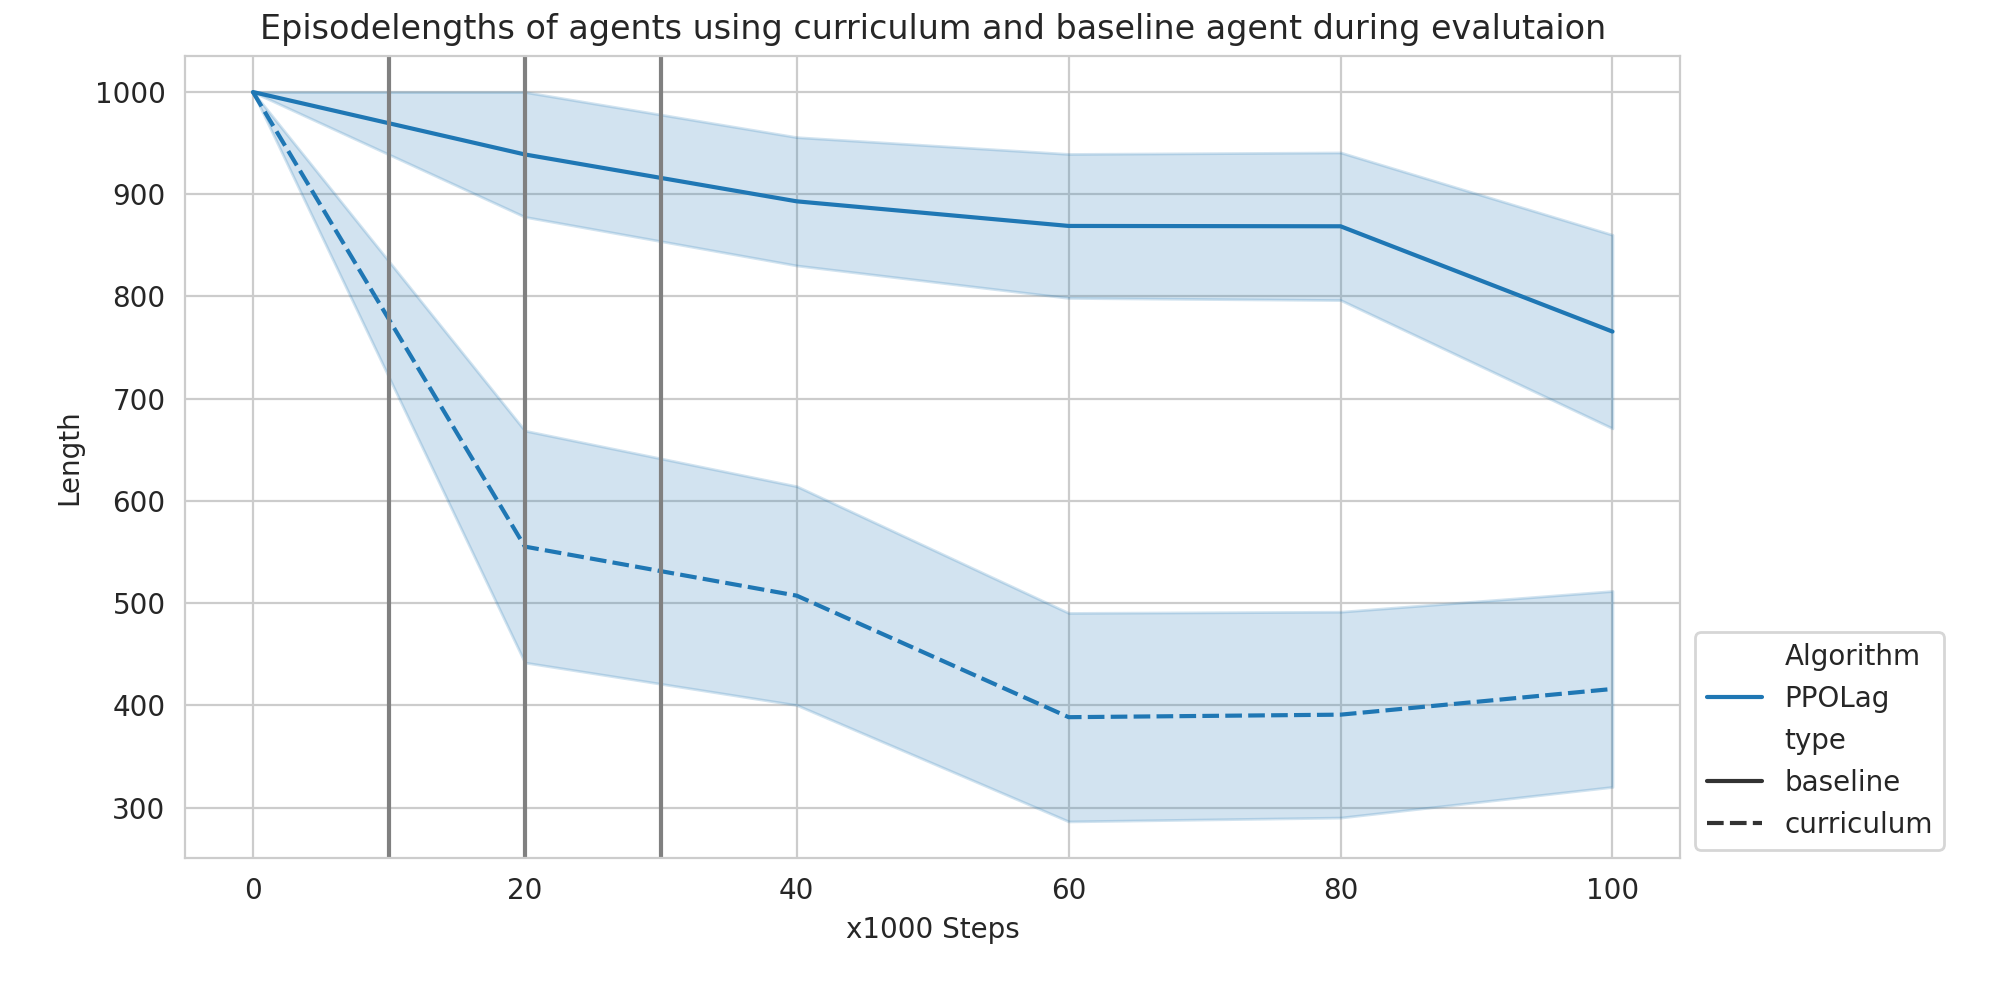 Episodelengths of agents using curriculum and baseline agent during evalutaion
1000
900
800
700
600
500
400
300
Length
0 20 40 60 80 100
x1000 Steps
Algorithm
PPOLag
type
baseline
curriculum